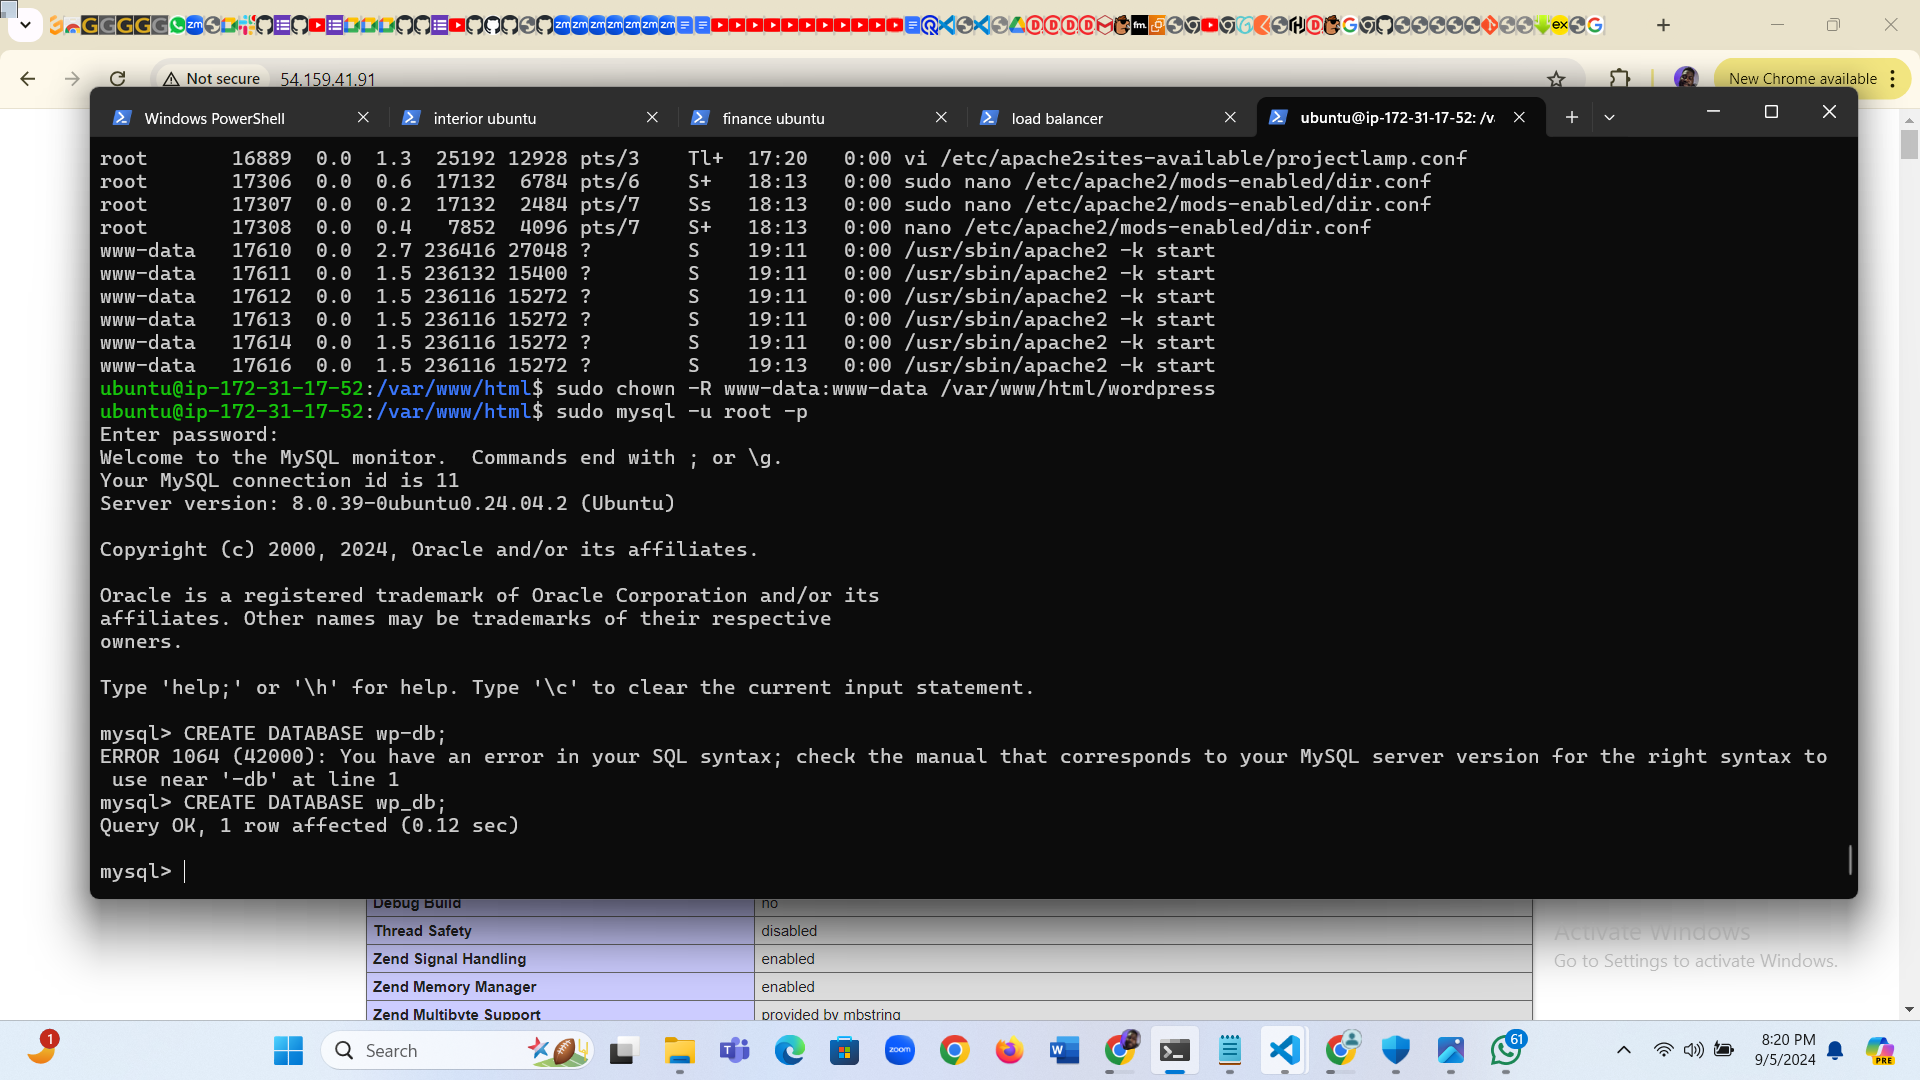 Not secure
54.159.41.91
New Chrome available
Windows PowerShell
interior ubuntu
finance ubuntu
load balancer
ubuntu@ip-172-31-17-52: /v
root 16889 0.0 1.3 25192 12928 pts/3 Tl+ 17:20 0:00 vi /etc/apache2sites-available/projectlamp.conf
root 17306 0.0 0.6 17132 6784 pts/6 S+ 18:13 0:00 sudo nano /etc/apache2/mods-enabled/dir.conf
root 17307 0.0 0.2 17132 2484 pts/7 Ss 18:13 0:00 sudo nano /etc/apache2/mods-enabled/dir.conf
root 17308 0.0 0.4 7852 4096 pts/7 S+ 18:13 0:00 nano /etc/apache2/mods-enabled/dir.conf
www-data 17610 0.0 2.7 236416 27048 ? S 19:11 0:00 /usr/sbin/apache2 -k start
www-data 17611 0.0 1.5 236132 15400 ? S 19:11 0:00 /usr/sbin/apache2 -k start
www-data 17612 0.0 1.5 236116 15272 ? S 19:11 0:00 /usr/sbin/apache2 -k start
www-data 17613 0.0 1.5 236116 15272 ? S 19:11 0:00 /usr/sbin/apache2 -k start
www-data 17614 0.0 1.5 236116 15272 ? S 19:11 0:00 /usr/sbin/apache2 -k start
www-data 17616 0.0 1.5 236116 15272 ? S 19:13 0:00 /usr/sbin/apache2 -k start
ubuntu@ip-172-31-17-52:/var/www/html$ sudo chown -R www-data:www-data /var/www/html/wordpress
ubuntu@ip-172-31-17-52:/var/www/html$ sudo mysql -u root -p
Enter password:
Welcome to the MySQL monitor.  Commands end with ; or \g.
Your MySQL connection id is 11
Server version: 8.0.39-0ubuntu0.24.04.2 (Ubuntu)
Copyright (c) 2000, 2024, Oracle and/or its affiliates.
Oracle is a registered trademark of Oracle Corporation and/or its
affiliates. Other names may be trademarks of their respective
owners.
Type 'help;' or '\h' for help. Type '\c' to clear the current input statement.
mysql> CREATE DATABASE wp-db;
ERROR 1064 (42000): You have an error in your SQL syntax; check the manual that corresponds to your MySQL server version for the right syntax to
use near '-db' at line 1
mysql> CREATE DATABASE wp_db;
Query OK, 1 row affected (0.12 sec)
mysql>
Debug Build no
Thread Safety disabled
Zend Signal Handling enabled
Zend Memory Manager enabled
Zend Multibyte Support provided by mbstring
Activate Windows
Go to Settings to activate Windows.
1
Search
zoom
61
8:20 PM
9/5/2024
PRE